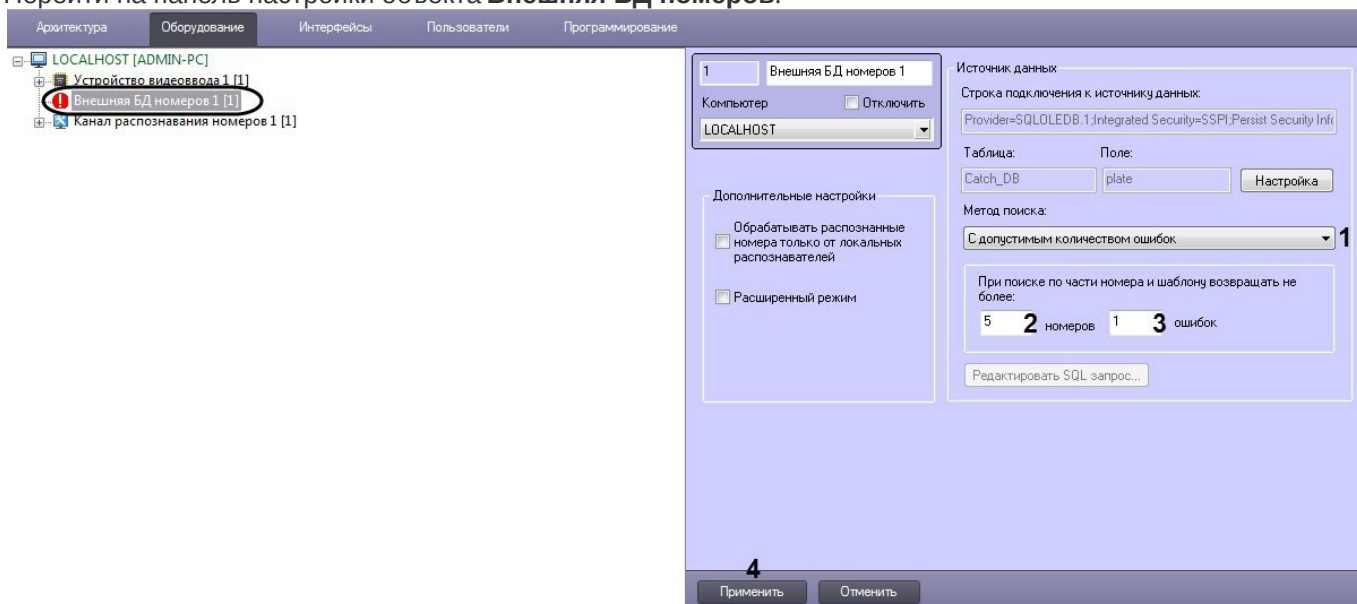 Перейти на панель настройки объекта Внешняя БД номеров.
Архитектура Оборудование Интерфейсы Пользователи Программирование
LOCALHOST [ADMIN-PC]
Устройство видеоввода 1 [1]
Внешняя БД номеров 1 [1]
Канал распознавания номеров 1 [1]
1 Внешняя БД номеров 1
Компьютер Отключить
LOCALHOST
Дополнительные настройки
Обрабатывать распознанные
номера только от локальных
распознавателей
Расширенный режим
Источник данных
Строка подключения к источнику данных:
Provider=SQLOLEDB.1;Integrated Security=SSPI;Persist Security Info
Таблица: Поле:
Catch_DB plate Настройка
Метод поиска:
С допустимым количеством ошибок 1
При поиске по части номера и шаблону возвращать не
более:
5 2 номеров 1 3 ошибок
Редактировать SQL запрос...
4
Применить Отменить